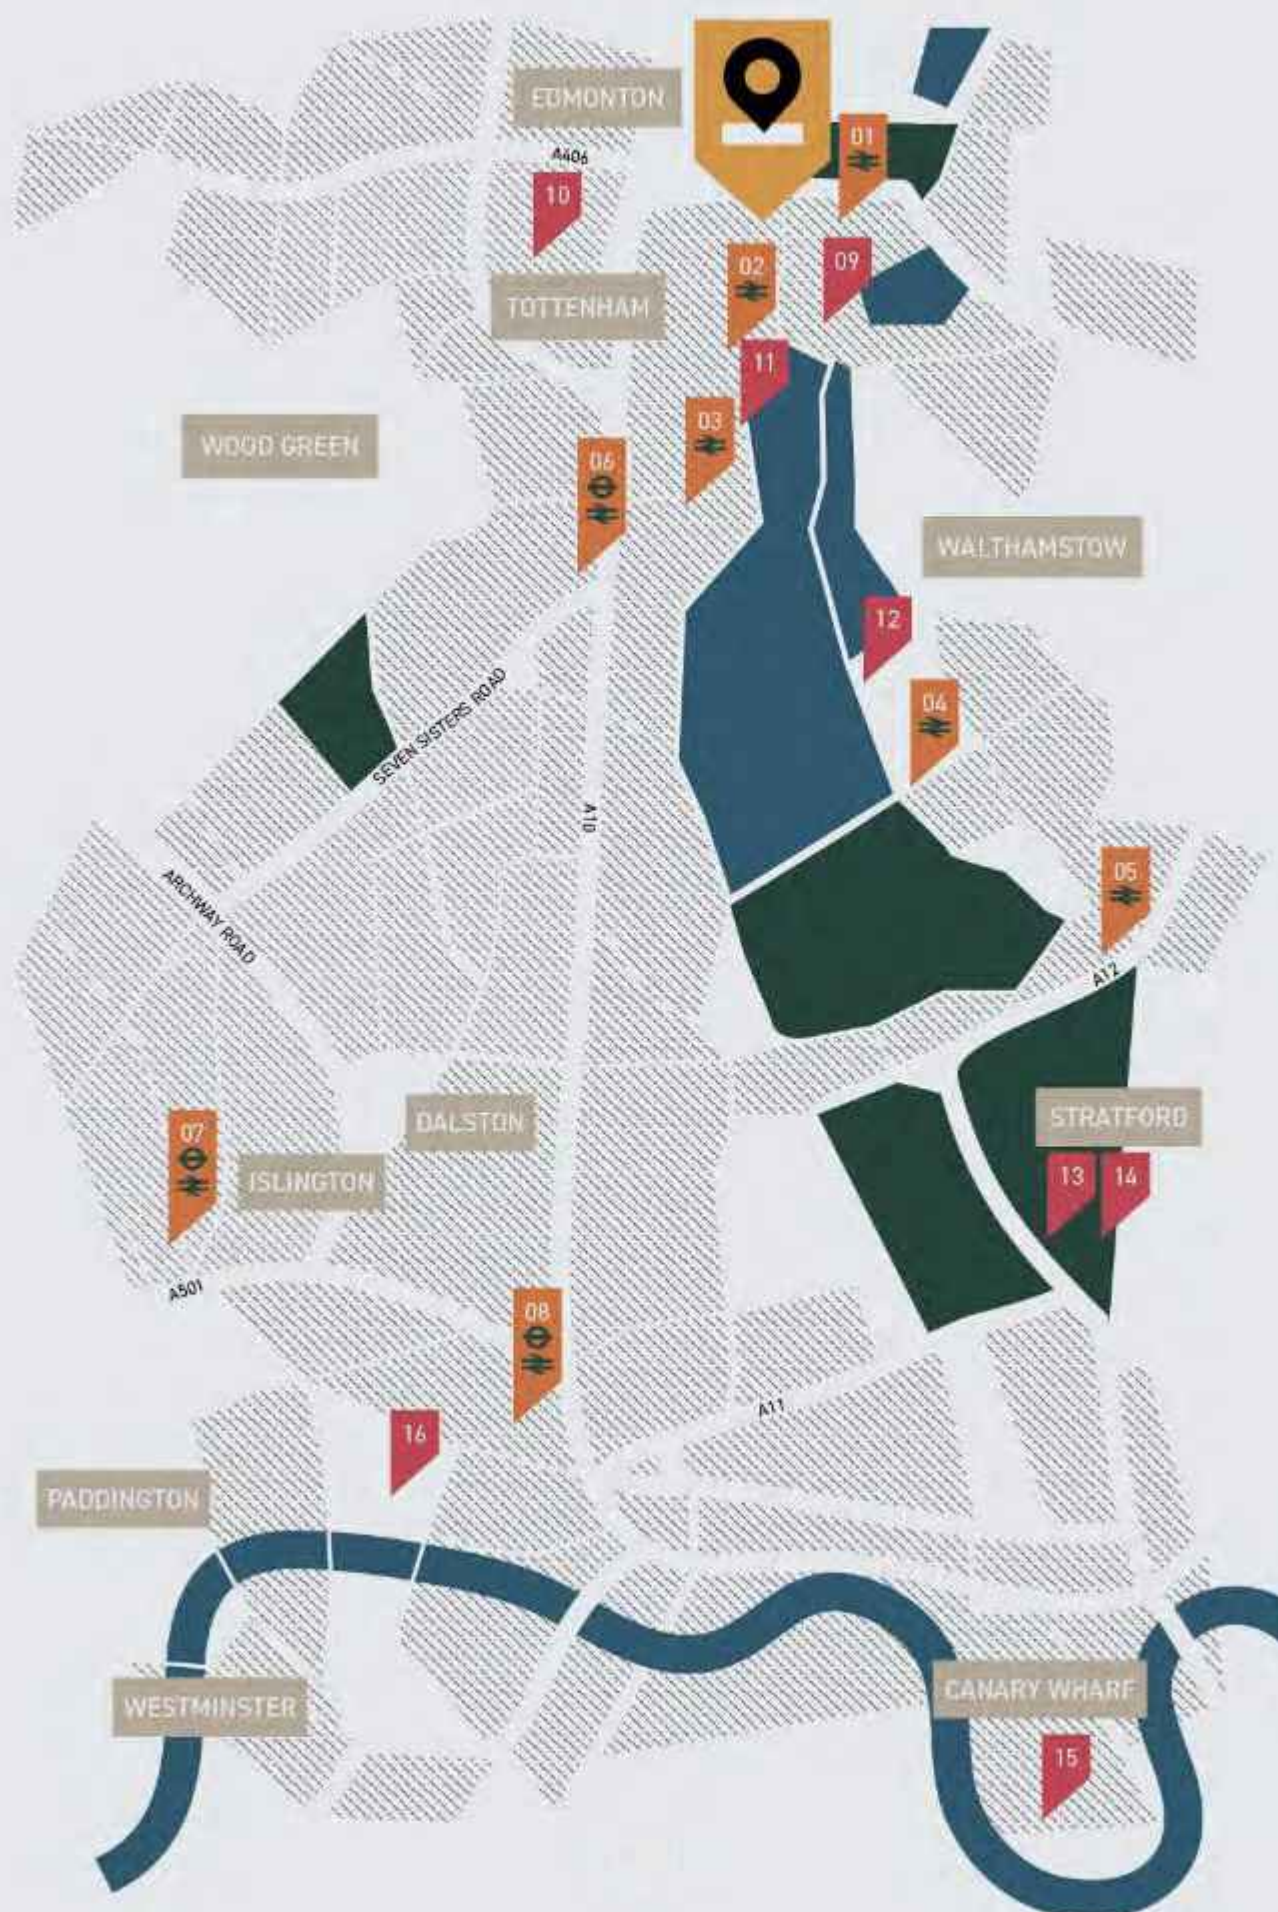 EDMONTON
01
A406
10
02
09
TOTTENHAM
11
03
WOOD GREEN
06
WALTHAMSTOW
12
SEVEN SISTERS ROAD
04
A10
05
ARCHWAY ROAD
A12
DALSTON
STRATFORD
07
ISLINGTON
13
14
A501
08
A11
16
PADDINGTON
CANARY WHARF
WESTMINSTER
15